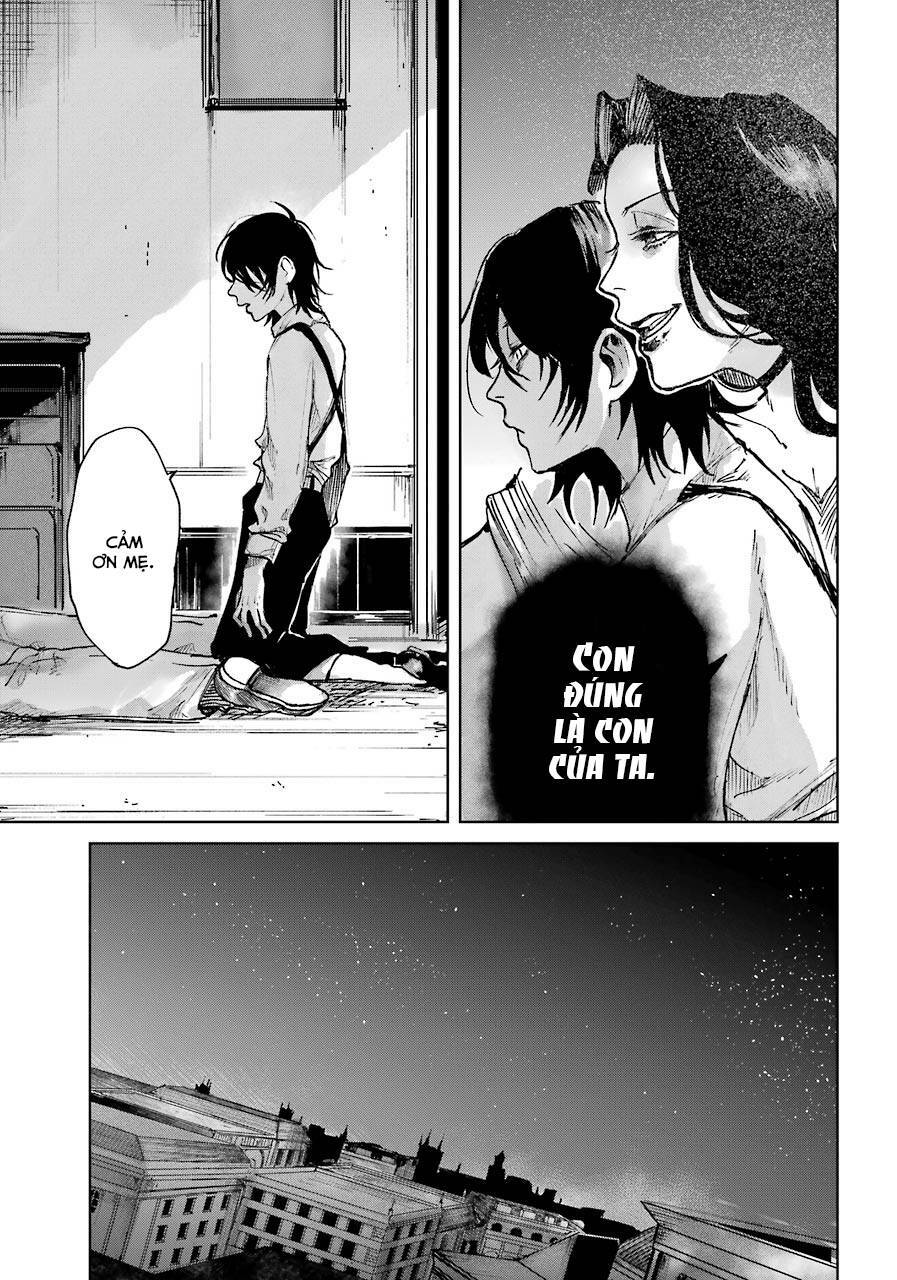 CON
ĐÚNG
LÀ CON
CỦA TA.
CẢM
ƠN MẸ.